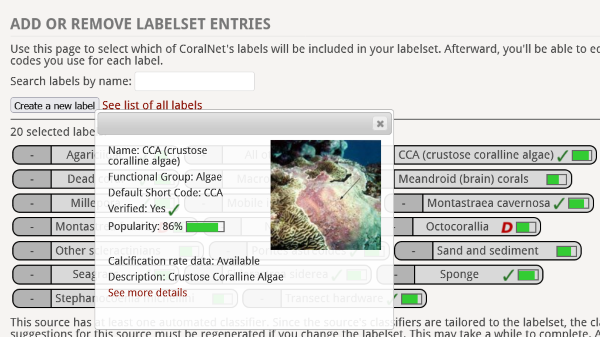 ADD OR REMOVE LABELSET ENTRIES
Use this page to select which of CoralNet's labels will be included in your labelset. Afterward, you'll be able to
codes you use for each label.
Search labels by name:
Create a new label See list of all labels
20 selected labe
- Agari
- CCA (crustose coralline algae)
- Dead
- Meandroid (brain) corals
- Mille
- Mobile
- Montastraea cavernosa
- Montas
- Octocorallia D
- Other scleractinians
- Sand and sediment
- Seag
siderea
- Sponge
- Stephan
- Transect hardware
Name: CCA (crustose
coralline algae)
Functional Group: Algae
Default Short Code: CCA
Verified: Yes
Popularity: 86%
Calcification rate data: Available
Description: Crustose Coralline Algae
See more details
This source has at least one automated classifier. Since the source's classifiers are tailored to the labelset, the
suggestions for this source must be regenerated if you change the labelset. This may take a while to complete.